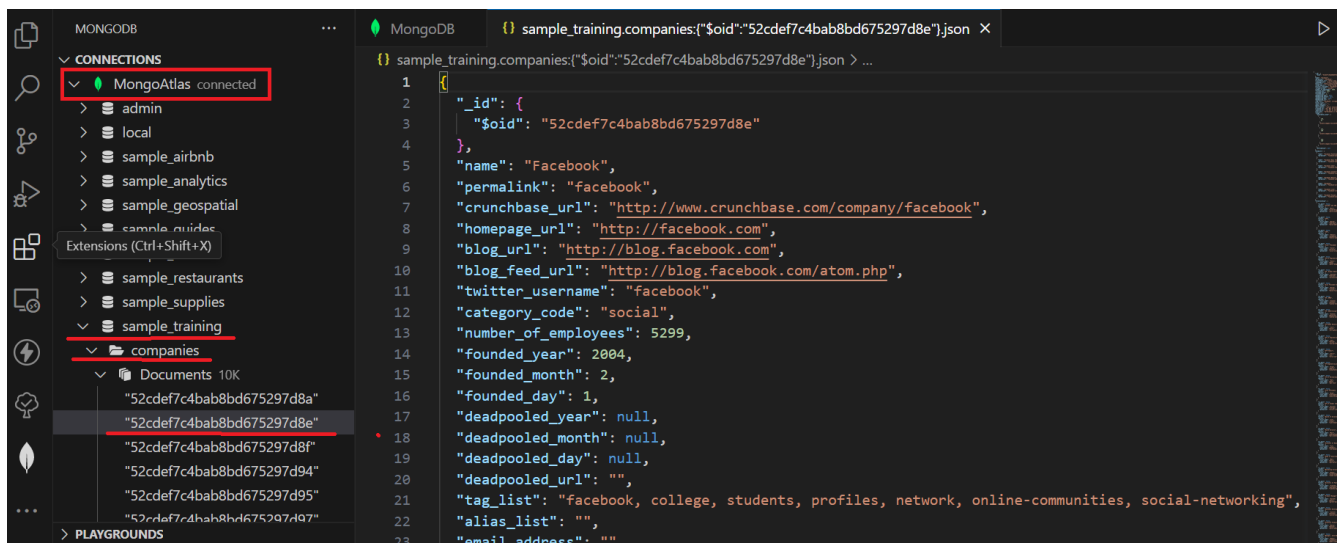 MONGODB
CONNECTIONS
MongoAtlas connected
admin
local
sample_airbnb
sample_analytics
sample_geospatial
sample_guides
Extensions (Ctrl+Shift+X)
sample_restaurants
sample_supplies
sample_training
companies
Documents 10K
"52cdef7c4bab8bd675297d8a"
"52cdef7c4bab8bd675297d8e"
"52cdef7c4bab8bd675297d8f"
"52cdef7c4bab8bd675297d94"
"52cdef7c4bab8bd675297d95"
"52cdef7c4bab8bd675297d97"
PLAYGROUNDS
MongoDB
{} sample_training.companies:{"$oid":"52cdef7c4bab8bd675297d8e"}.json
{} sample_training.companies:{"$oid":"52cdef7c4bab8bd675297d8e"}.json > ...
1 {
2 "_id": {
3 "$oid": "52cdef7c4bab8bd675297d8e"
4 },
5 "name": "Facebook",
6 "permalink": "facebook",
7 "crunchbase_url": "http://www.crunchbase.com/company/facebook",
8 "homepage_url": "http://facebook.com",
9 "blog_url": "http://blog.facebook.com",
10 "blog_feed_url": "http://blog.facebook.com/atom.php",
11 "twitter_username": "facebook",
12 "category_code": "social",
13 "number_of_employees": 5299,
14 "founded_year": 2004,
15 "founded_month": 2,
16 "founded_day": 1,
17 "deadpooled_year": null,
18 "deadpooled_month": null,
19 "deadpooled_day": null,
20 "deadpooled_url": "",
21 "tag_list": "facebook, college, students, profiles, network, online-communities, social-networking",
22 "alias_list": "",
23 "email_address": ""